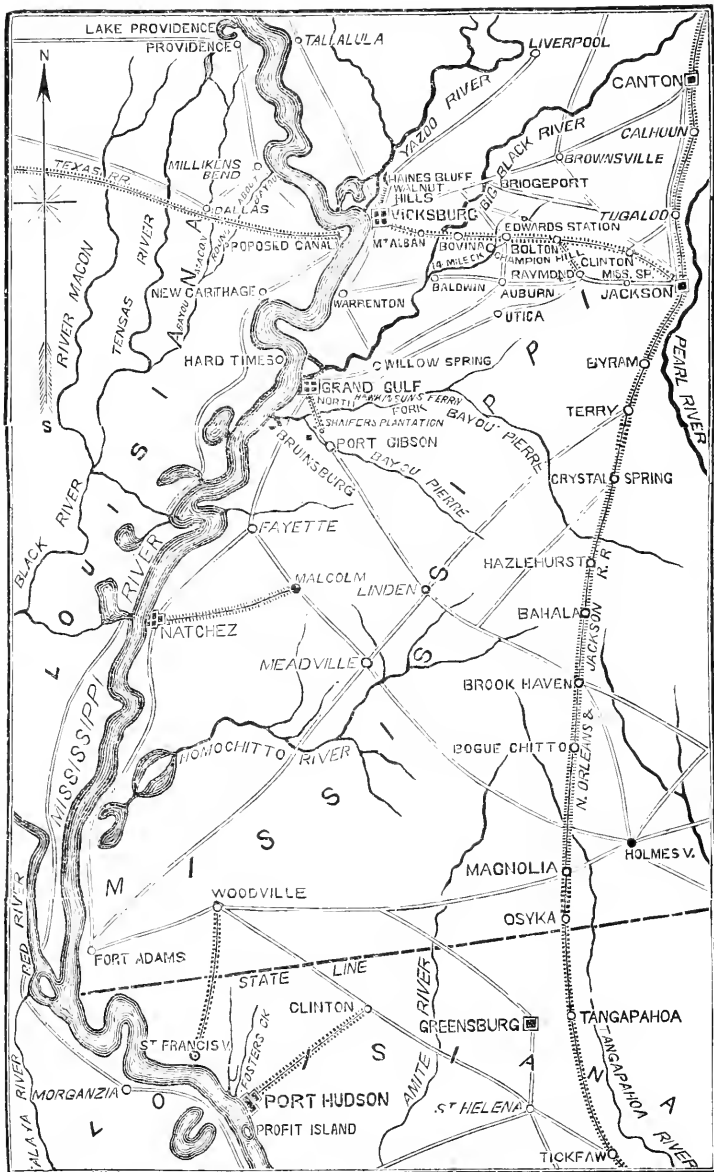 LAKE PROVIDENCE
PROVIDENCE
TALLALULA
LIVERPOOL
N
CANTON
YAZOO RIVER
BIG BLACK RIVER
CALHUUN
BROWNSVILLE
MILLIKENS
BEND
HAINES BLUFF
WALNUT
HILLS
BRIDGEPORT
TEXAS RR.
DALLAS
VICKSBURG
TUGALOD
EDWARDS STATION
PROPOSED CANAL
MT ALBAN
BOVINA
BOLTON
CHAMPION HILL
CLINTON
14 MILE CK
RAYMOND
MISS. SP.
BALDWIN
AUBURN
JACKSON
RIVER MACON
TENSAS RIVER
NEW CARTHAGE
WARRENTON
UTICA
HARD TIMES
WILLOW SPRING
BYRAM
PEARL RIVER
S
GRAND GULF
NORTH
HANKINSON'S FERRY
FORK
BAYOU PIERRE
TERRY
SHAIFERS PLANTATION
BRUINSBURG
PORT GIBSON
BAYOU PIERRE
CRYSTAL SPRING
BLACK RIVER
FAYETTE
HAZLEHURST
MALCOLM
LINDEN
NATCHEZ
BAHALA
MEADVILLE
BROOK HAVEN
N. ORLEANS & JACKSON R.R
MISSISSIPPI RIVER
HOMOCHITTO RIVER
BOGUE CHITTO
HOLMES V.
MAGNOLIA
WOODVILLE
OSYKA
RED RIVER
FORT ADAMS
STATE LINE
CLINTON
GREENSBURG
TANGAPAHOA
AMITE RIVER
TANGAPAHOA RIVER
ST FRANCIS V.
FOSTERS CK
MORGANZIA
PORT HUDSON
ST HELENA
PROFIT ISLAND
ALAYA RIVER
TICKFAW
LOUISIANA
MISSISSIPPI
LOUISIANA